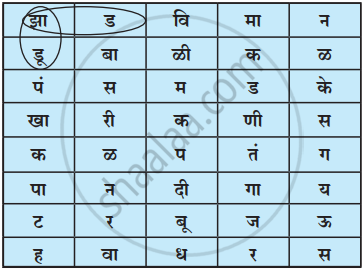 झा ड वि मा न
डू बा ळी क ळ
पं स म ड के
खा री क णी स
क ळ प तं ग
पा न दी गा य
ट र बू ज ऊ
ह वा ध र स
shaalaa.com